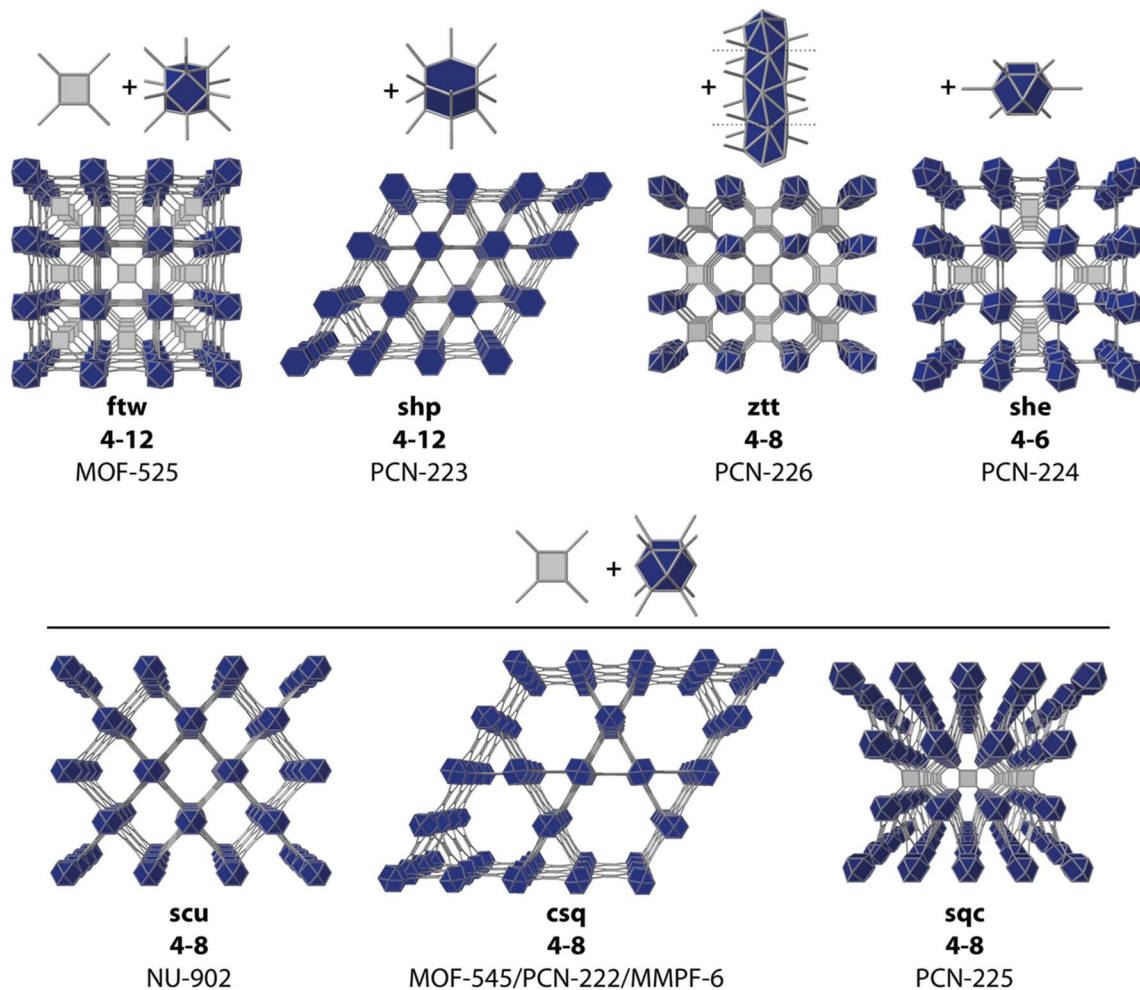 + + + +
ftw shp ztt she
4-12 4-12 4-8 4-6
MOF-525 PCN-223 PCN-226 PCN-224
+
scu csq sqc
4-8 4-8 4-8
NU-902 MOF-545/PCN-222/MMPF-6 PCN-225